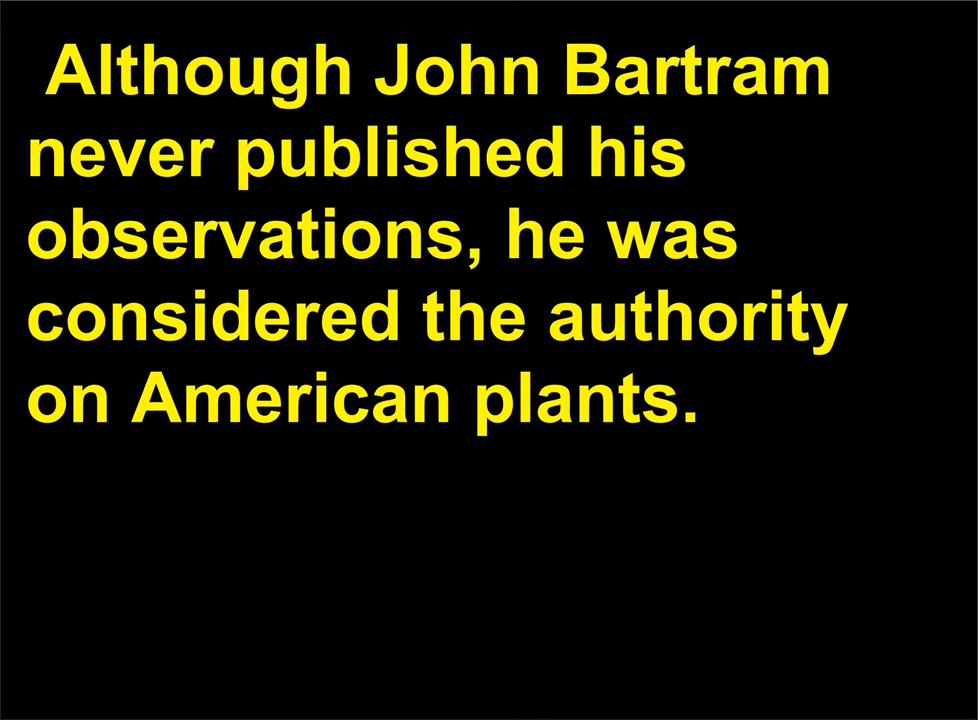 Although John Bartram
never published his
observations, he was
considered the authority
on American plants.